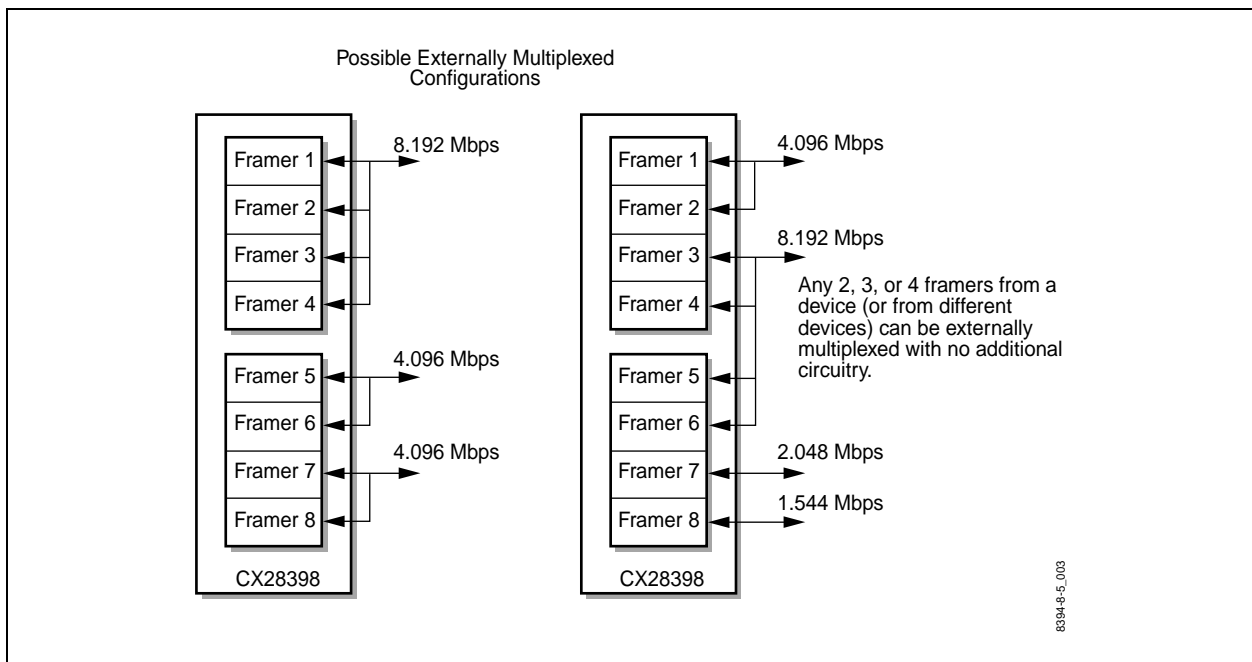 Possible Externally Multiplexed
Configurations
Framer 1
Framer 2
Framer 3
Framer 4
Framer 5
Framer 6
Framer 7
Framer 8
CX28398
8.192 Mbps
4.096 Mbps
4.096 Mbps
Framer 1
Framer 2
Framer 3
Framer 4
Framer 5
Framer 6
Framer 7
Framer 8
CX28398
4.096 Mbps
8.192 Mbps
Any 2, 3, or 4 framers from a
device (or from different
devices) can be externally
multiplexed with no additional
circuitry.
2.048 Mbps
1.544 Mbps
8394-8-5_003